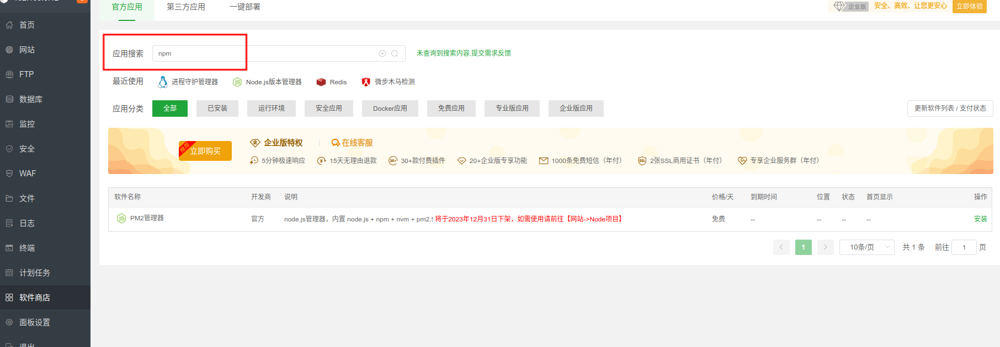 官方应用 第三方应用 一键部署 企业版 安全、高效、让您更安心 立即体验
首页
网站
FTP
数据库
监控
安全
WAF
文件
日志
终端
计划任务
软件商店
面板设置
退出
应用搜索 npm 未查询到搜索内容,提交需求反馈
最近使用 进程守护管理器 Node.js版本管理器 Redis 微步木马检测
应用分类 全部 已安装 运行环境 安全应用 Docker应用 免费应用 专业版应用 企业版应用 更新软件列表 / 支付状态
推荐 立即购买 企业版特权 在线客服
5分钟极速响应 15天无理由退款 30+款付费插件 20+企业版专享功能 1000条免费短信（年付） 2张SSL商用证书（年付） 专享企业服务群（年付）
软件名称 开发商 说明 价格/天 到期时间 位置 状态 首页显示 操作
PM2管理器 官方 node.js管理器，内置 node.js + npm + nvm + pm2.! 将于2023年12月31日下架，如需使用请前往【网站->Node项目】 免费 -- -- -- -- 安装
1 10条/页 共 1 条 前往 1 页